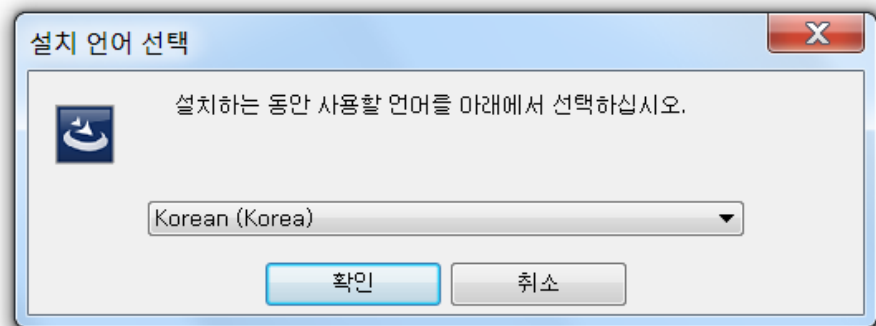 설치 언어 선택
설치하는 동안 사용할 언어를 아래에서 선택하십시오.
Korean (Korea)
확인
취소